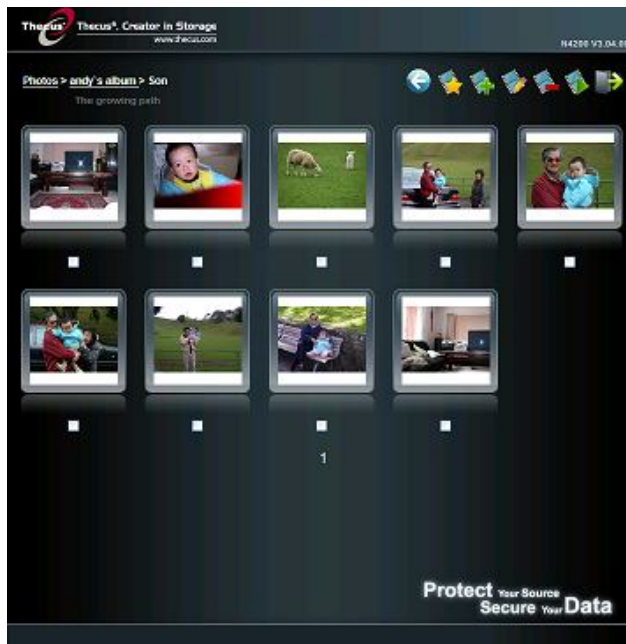 Thecus® Thecus®, Creator in Storage
www.thecus.com
N4200 V3.04.0
Photos > andy`s album > Son
The growing path
1
Protect Your Source
Secure Your Data